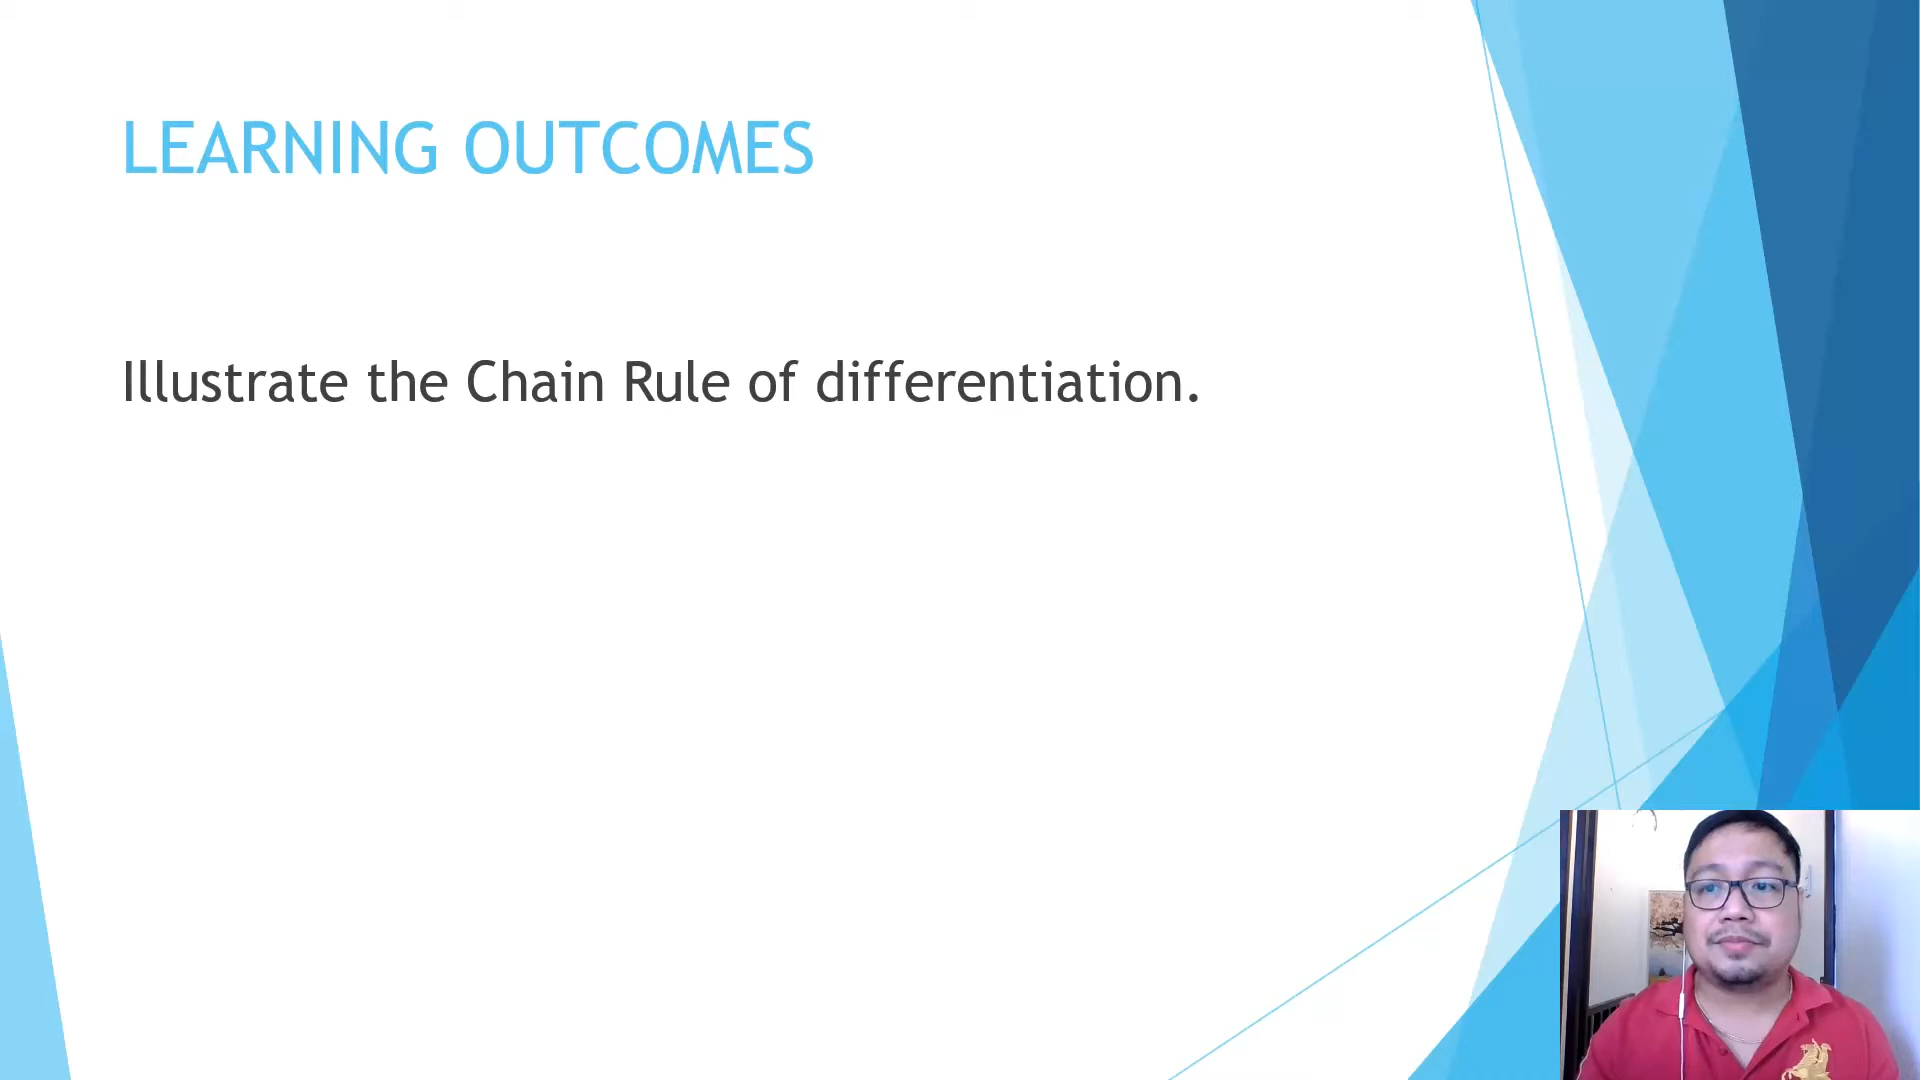 LEARNING OUTCOMES
Illustrate the Chain Rule of differentiation.